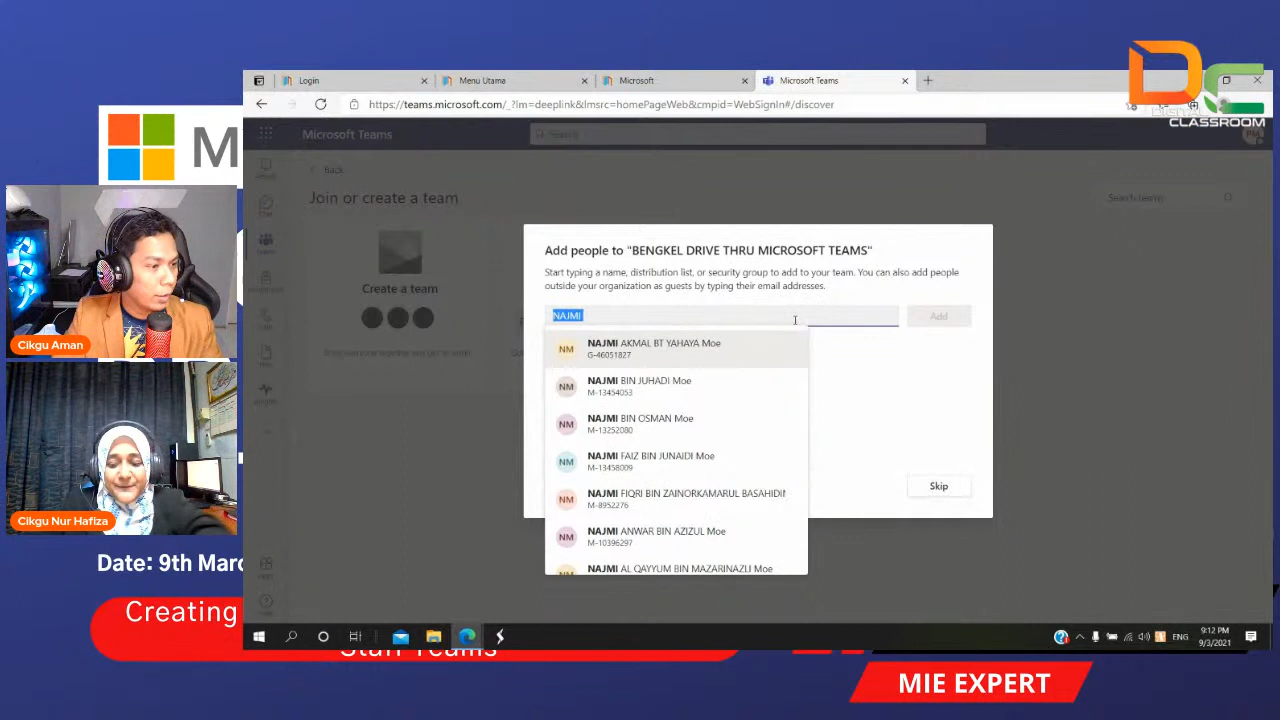 DC
DIGITAL
CLASSROOM
M
Login
Menu Utama
Microsoft
Microsoft Teams
https://teams.microsoft.com/_?lm=deeplink&lmsrc=homePageWeb&cmpid=WebSignIn#/discover
Microsoft Teams
Search
PM
Back
Join or create a team
Search teams
Create a team
Chat
Add people to "BENGKEL DRIVE THRU MICROSOFT TEAMS"
Start typing a name, distribution list, or security group to add to your team. You can also add people
outside your organization as guests by typing their email addresses.
NAJMI
Add
NM NAJMI AKMAL BT YAHAYA Moe
G-46051827
NM NAJMI BIN JUHADI Moe
M-13454053
NM NAJMI BIN OSMAN Moe
M-13252080
NM NAJMI FAIZ BIN JUNAIDI Moe
M-13458009
NM NAJMI FIQRI BIN ZAINORKAMARUL BASAHIDIN
M-8952276
NM NAJMI ANWAR BIN AZIZUL Moe
M-10396297
NM NAJMI AL QAYYUM BIN MAZARINAZLI Moe
Skip
Cikgu Aman
Cikgu Nur Hafiza
Date: 9th Marc
Creating
Staff Teams
ENG
9:12 PM
9/3/2021
MIE EXPERT